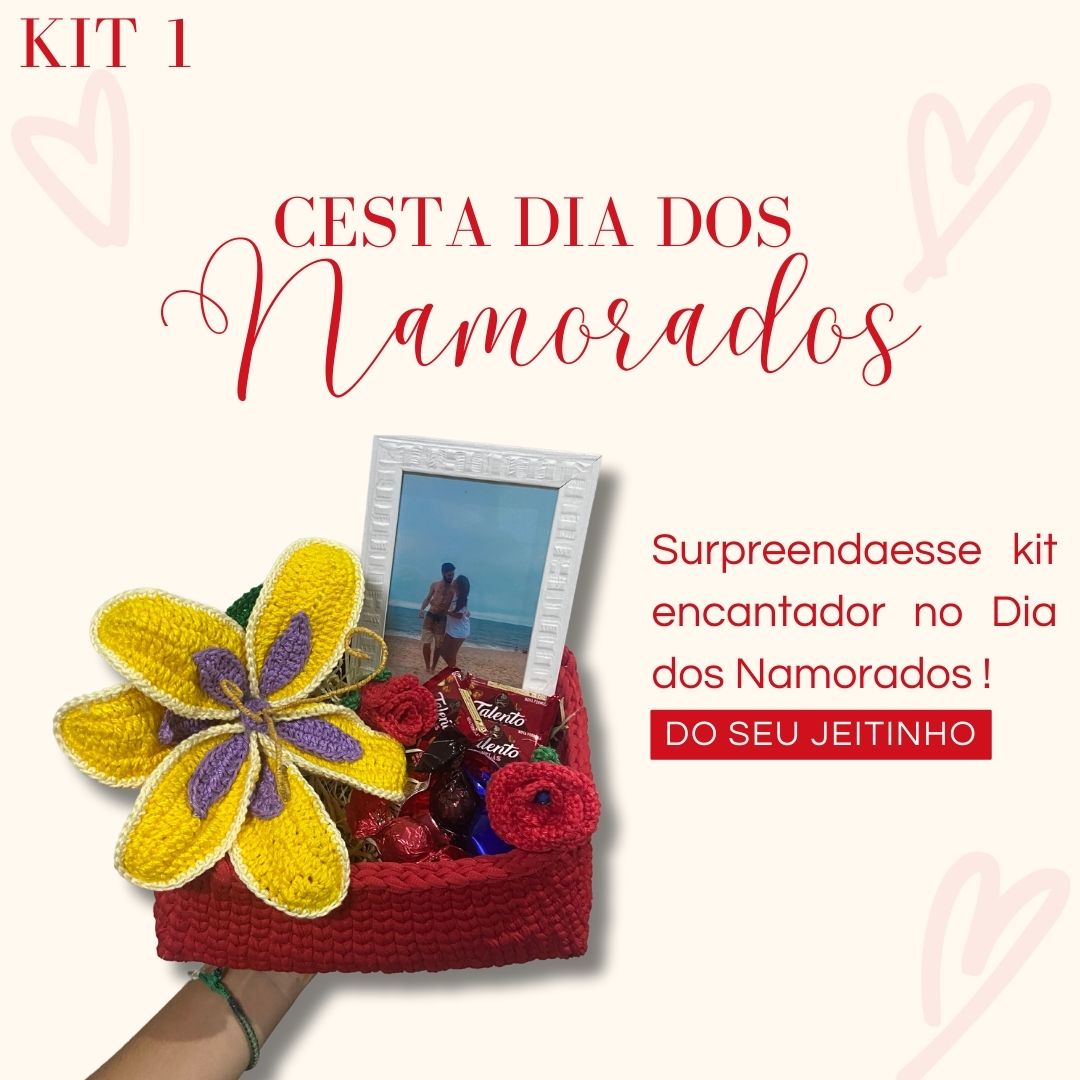 KIT 1
CESTA DIA DOS
Namorados
Surpreendaesse kit
encantador no Dia
dos Namorados !
DO SEU JEITINHO
Talento
Talento